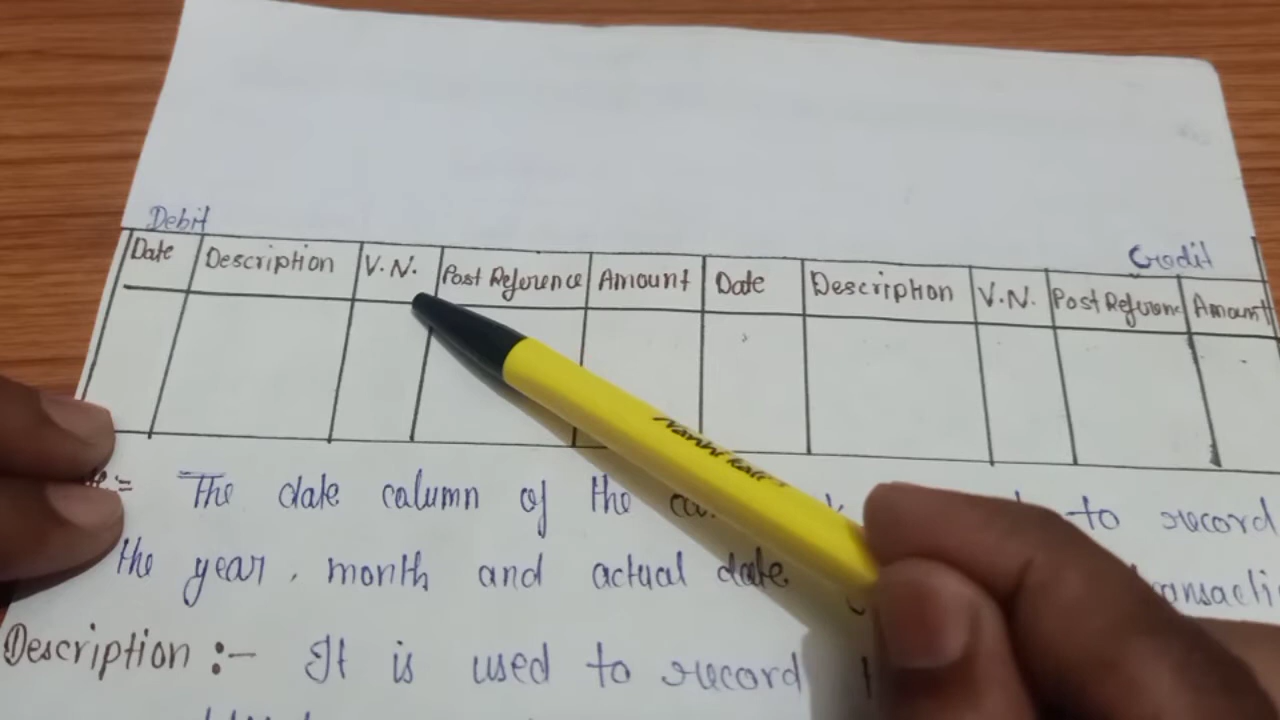 Debit
Credit
Date Description V.N. Post Reference Amount Date Description V.N. Post Amount
The date column of the to record
the year, month and actual date
Description :- It is used to record